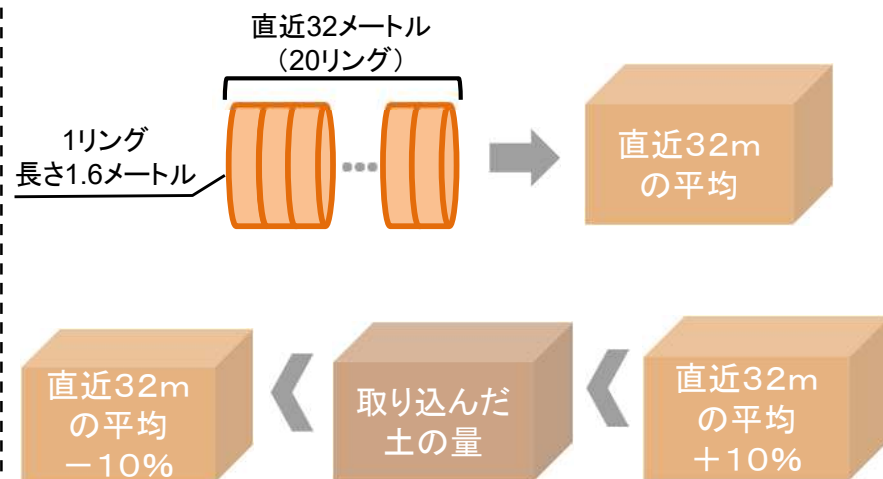 直近32メートル
（20リング）
1リング
長さ1.6メートル
直近32m
の平均
直近32m
の平均
－10%
取り込んだ
土の量
直近32m
の平均
＋10%